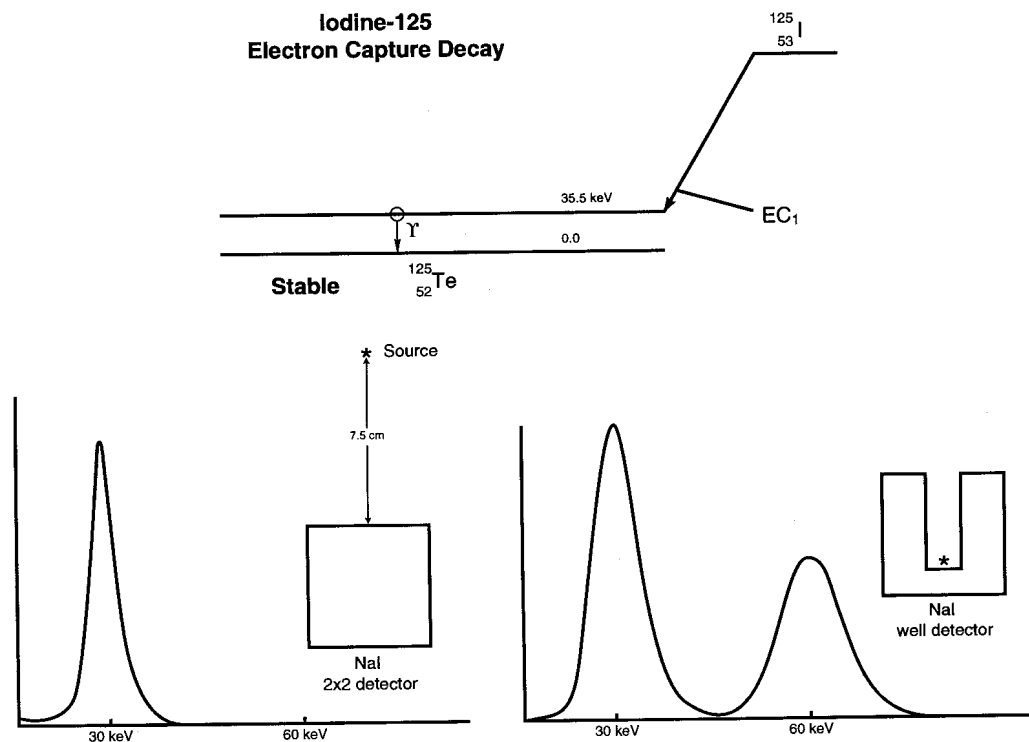 Iodine-125
Electron Capture Decay
125
53 I
35.5 keV
EC1
ϒ
0.0
125
52 Te
Stable
* Source
7.5 cm
NaI
2x2 detector
30 keV
60 keV
*
NaI
well detector
30 keV
60 keV